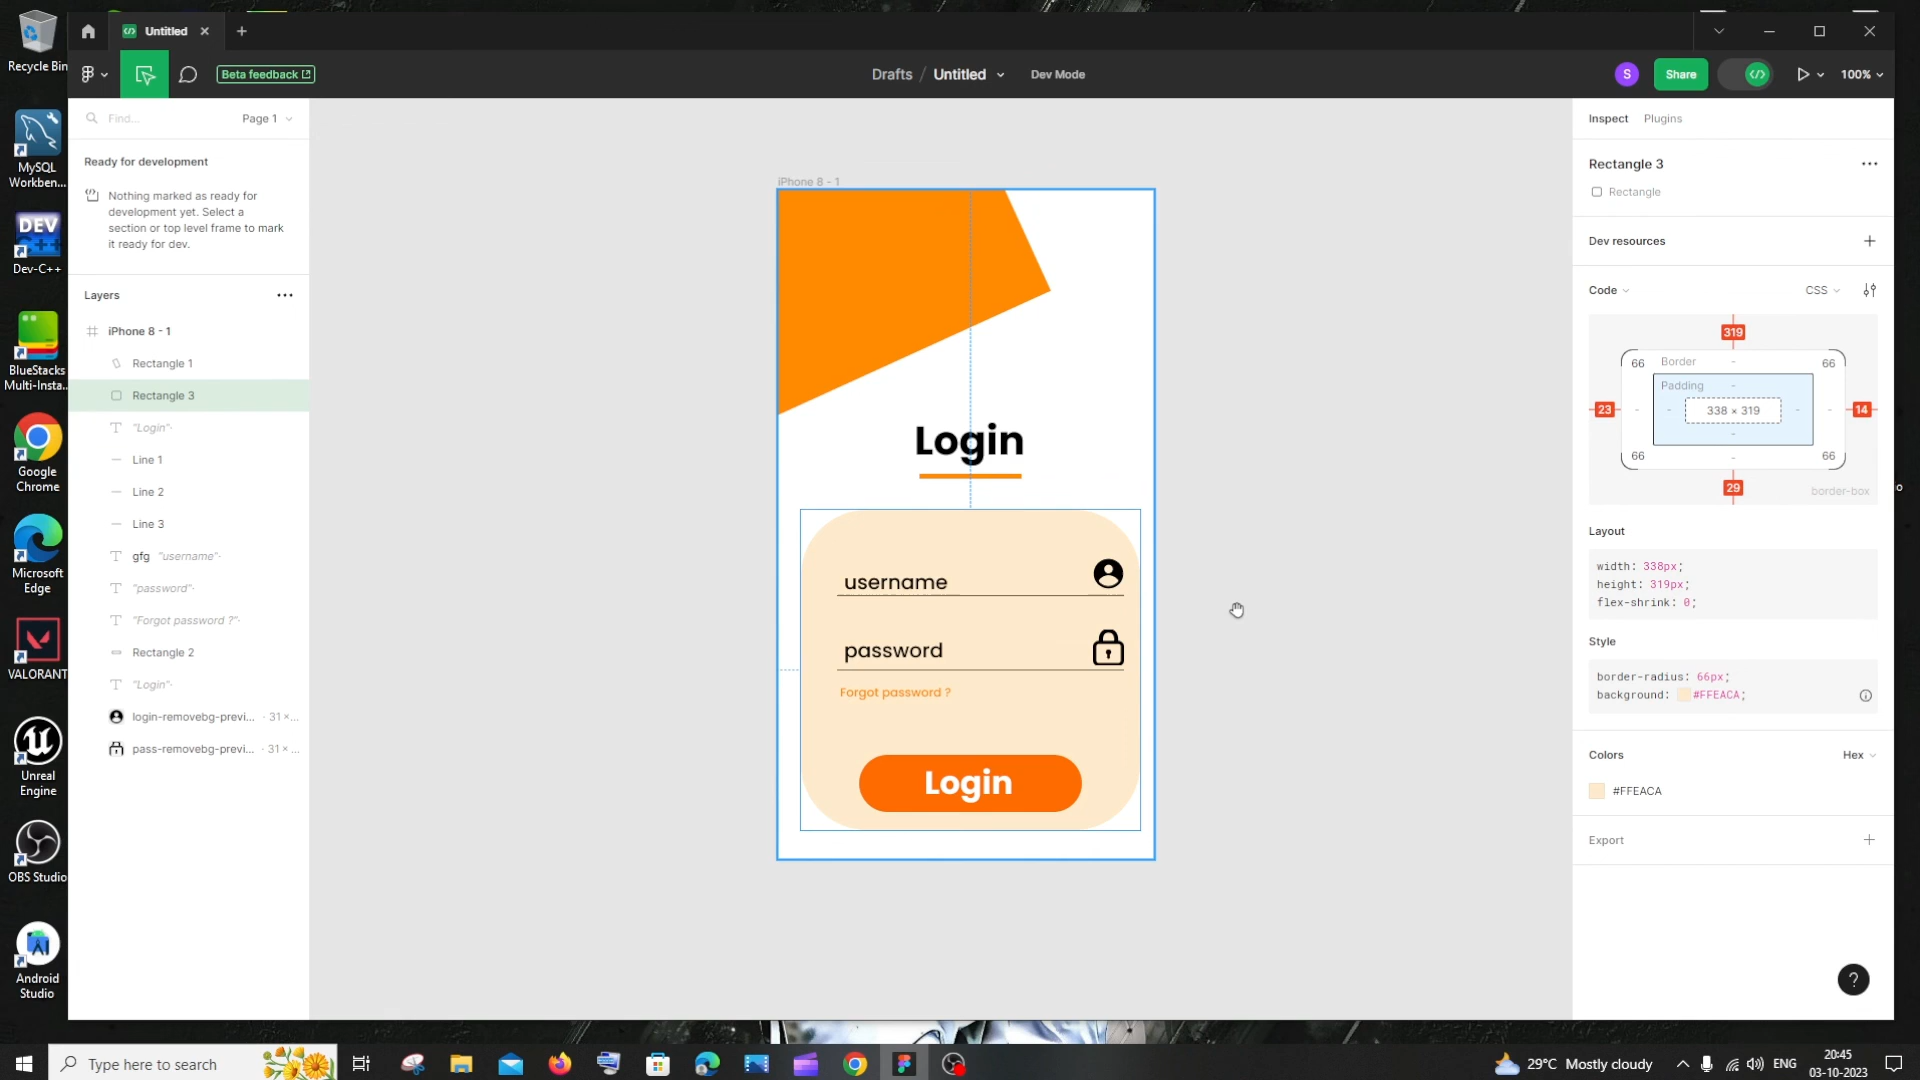 Recycle Bin
MySQL
Workben...
DEV
C++
Dev-C++
BlueStacks
Multi-Insta..
Google
Chrome
Microsoft
Edge
VALORANT
Unreal
Engine
OBS Studio
Android
Studio
Untitled
Beta feedback
Drafts / Untitled
Dev Mode
S
Share
100%
Find...
Page 1
Ready for development
Nothing marked as ready for
development yet. Select a
section or top level frame to mark
it ready for dev.
Layers
iPhone 8 - 1
Rectangle 1
Rectangle 3
"Login"
Line 1
Line 2
Line 3
gfg "username"
"password"
"Forgot password ?"
Rectangle 2
"Login"
login-removebg-previ... · 31 ×...
pass-removebg-previ... · 31 × ...
iPhone 8 - 1
Login
username
password
Forgot password ?
Login
Inspect Plugins
Rectangle 3
Rectangle
Dev resources
Code
CSS
319
66 Border - 66
Padding -
23 - - 338 × 319 - - 14
-
66 - 66
29
border-box
Layout
width: 338px;
height: 319px;
flex-shrink: 0;
Style
border-radius: 66px;
background: #FFEACA;
Colors
Hex
#FFEACA
Export
?
o
Type here to search
29°C Mostly cloudy
ENG
20:45
03-10-2023